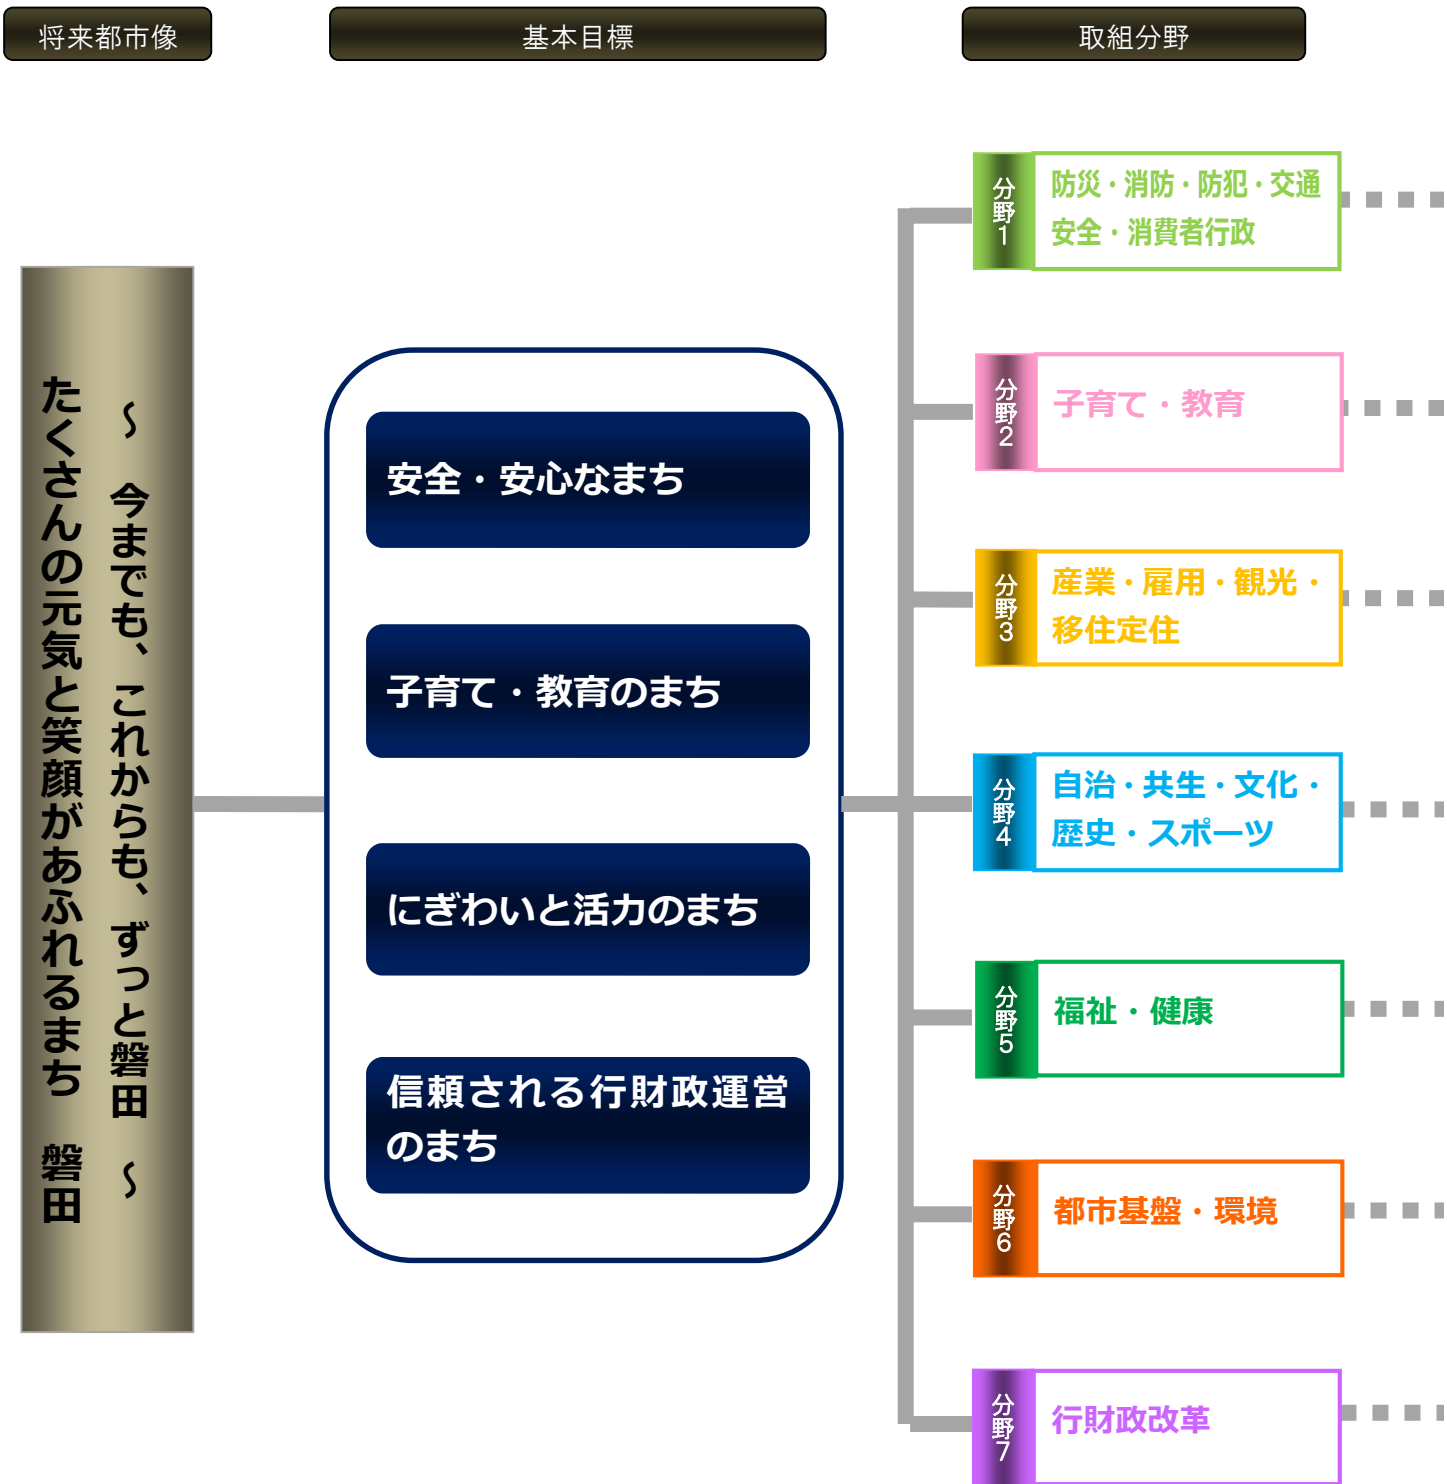 将来都市像
基本目標
取組分野
～　今までも、これからも、ずっと磐田　～
たくさんの元気と笑顔があふれるまち　磐田
安全・安心なまち
子育て・教育のまち
にぎわいと活力のまち
信頼される行財政運営
のまち
分野1
防災・消防・防犯・交通
安全・消費者行政
分野2
子育て・教育
分野3
産業・雇用・観光・
移住定住
分野4
自治・共生・文化・
歴史・スポーツ
分野5
福祉・健康
分野6
都市基盤・環境
分野7
行財政改革